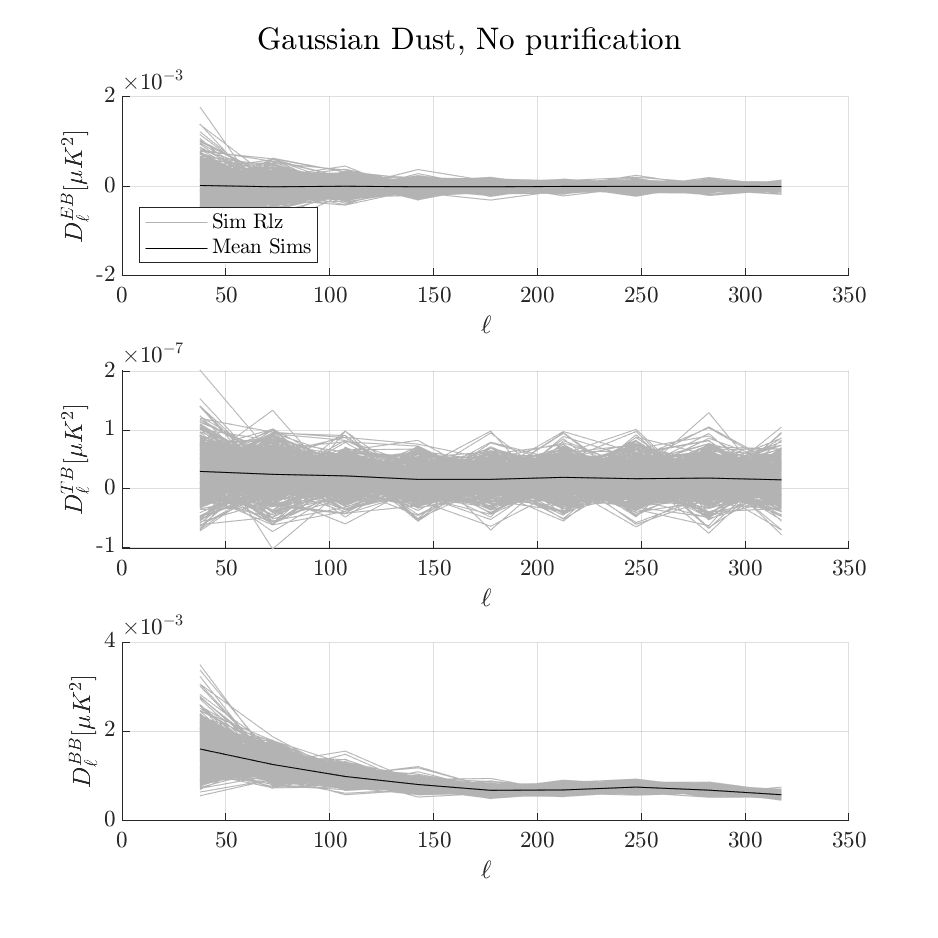 Gaussian Dust, No purification
×10⁻³
2
0
-2
D_ℓ^{EB}[μK²]
Sim Rlz
Mean Sims
0 50 100 150 200 250 300 350
ℓ
×10⁻⁷
2
1
0
-1
D_ℓ^{TB}[μK²]
0 50 100 150 200 250 300 350
ℓ
×10⁻³
4
2
0
D_ℓ^{BB}[μK²]
0 50 100 150 200 250 300 350
ℓ